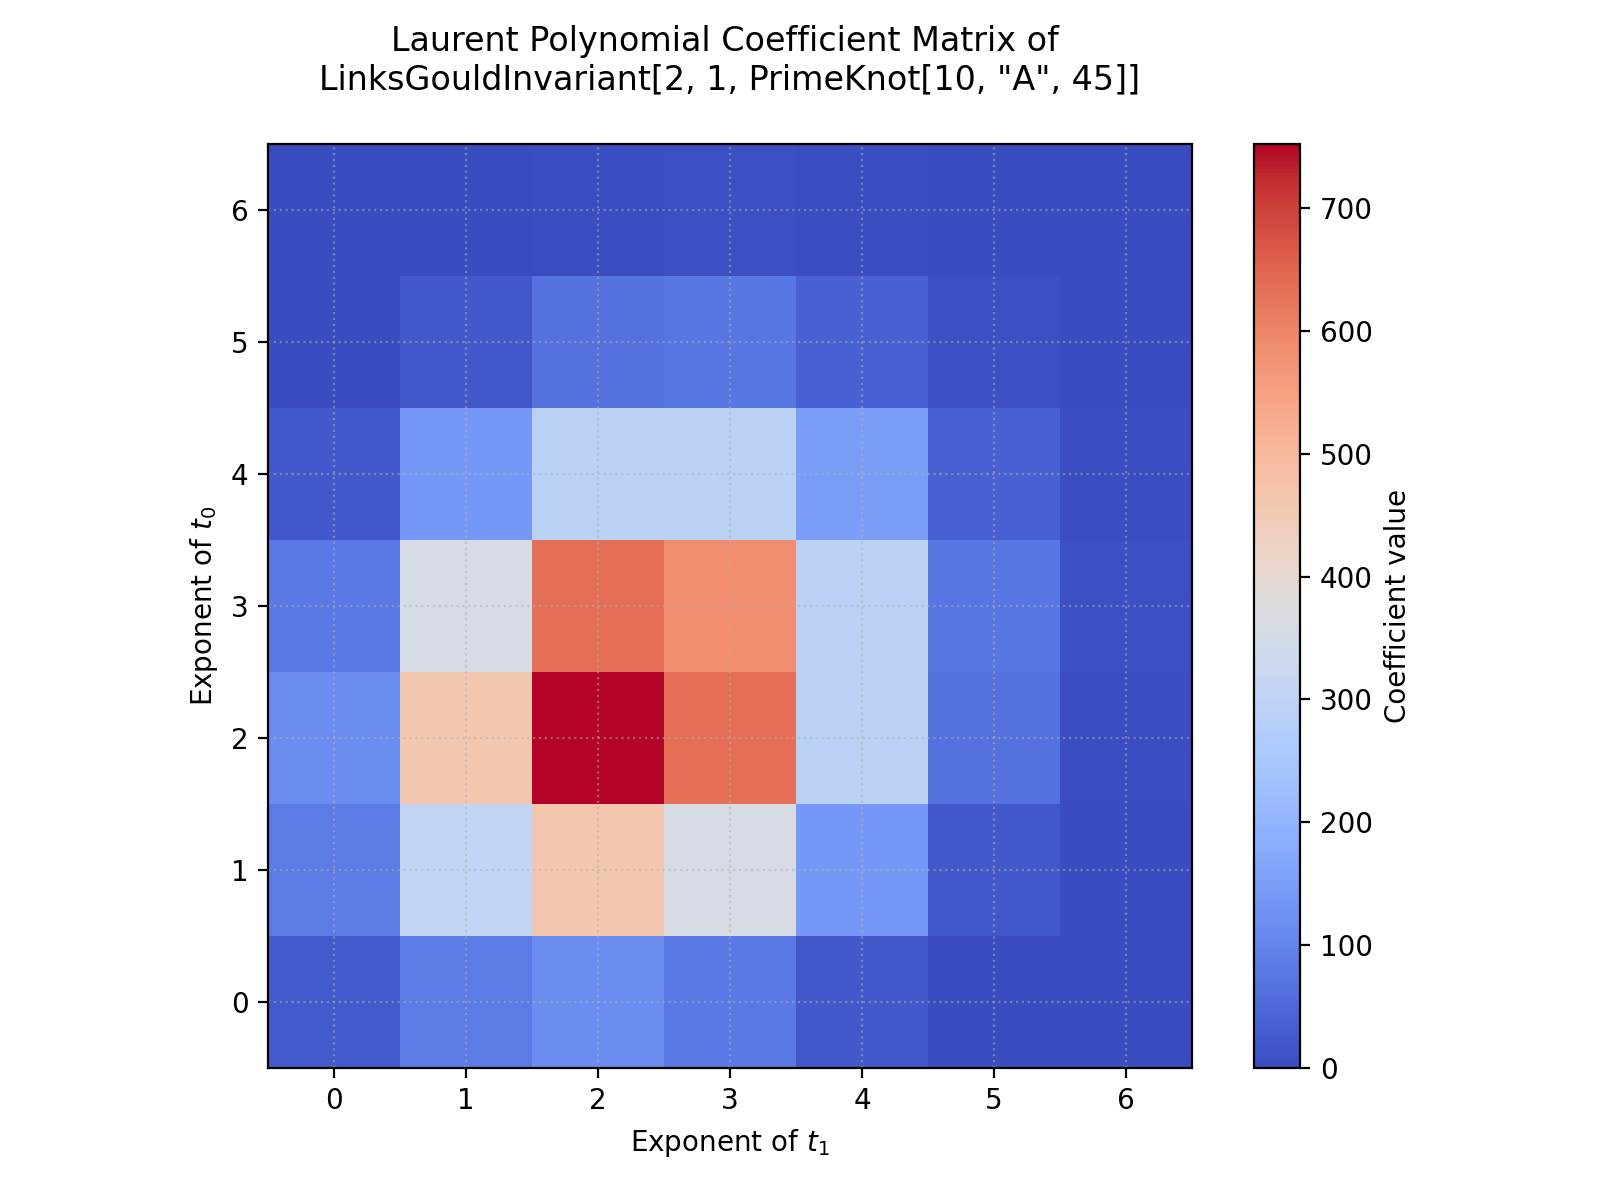 Laurent Polynomial Coefficient Matrix of
LinksGouldInvariant[2, 1, PrimeKnot[10, "A", 45]]
6
5
4
3
2
1
0
Exponent of t₀
0 1 2 3 4 5 6
Exponent of t₁
700
600
500
400
300
200
100
0
Coefficient value